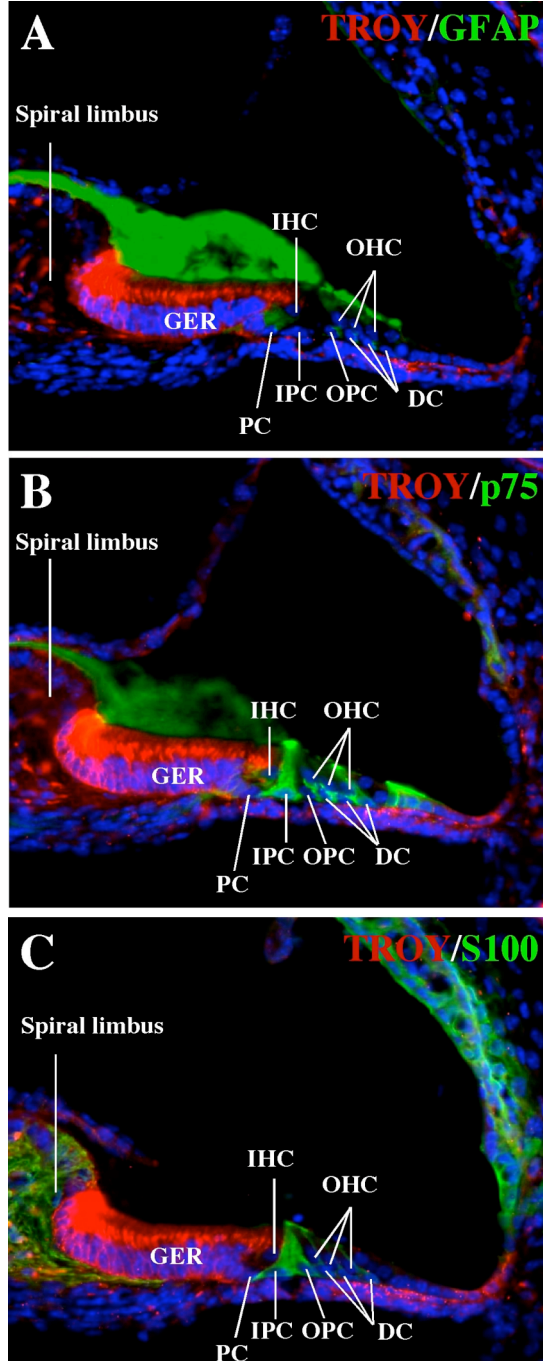 A TROY/GFAP
Spiral limbus
IHC
OHC
GER
PC IPC OPC DC
B TROY/p75
Spiral limbus
IHC OHC
GER
PC IPC OPC DC
C TROY/S100
Spiral limbus
IHC
OHC
GER
PC IPC OPC DC